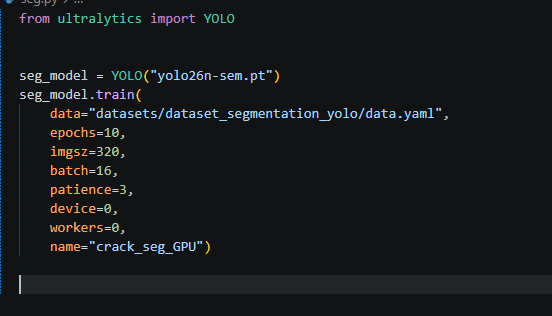 seg.py > ...
from ultralytics import YOLO
seg_model = YOLO("yolo26n-sem.pt")
seg_model.train(
    data="datasets/dataset_segmentation_yolo/data.yaml",
    epochs=10,
    imgsz=320,
    batch=16,
    patience=3,
    device=0,
    workers=0,
    name="crack_seg_GPU")